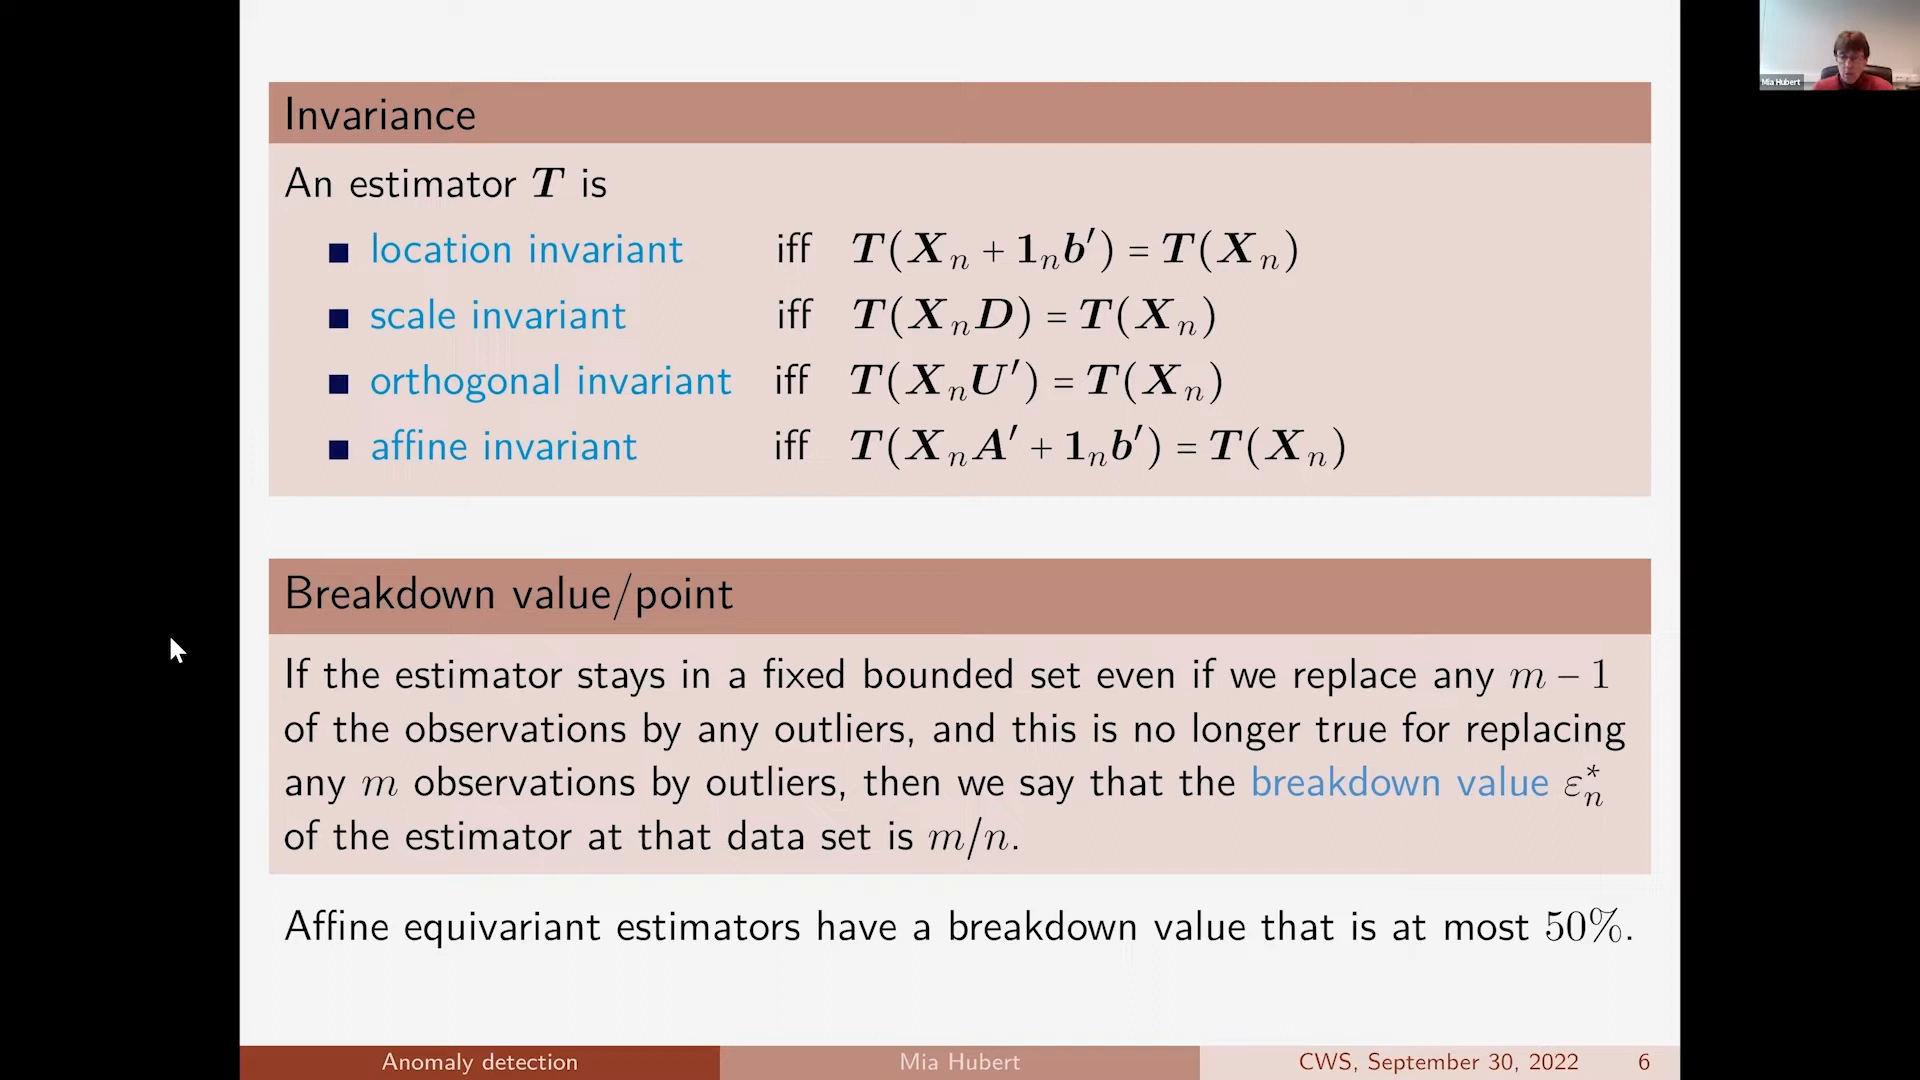 Mia Hubert
Invariance
An estimator T is
location invariant iff T(Xₙ + 1ₙb′) = T(Xₙ)
scale invariant iff T(XₙD) = T(Xₙ)
orthogonal invariant iff T(XₙU′) = T(Xₙ)
affine invariant iff T(XₙA′ + 1ₙb′) = T(Xₙ)
Breakdown value/point
If the estimator stays in a fixed bounded set even if we replace any m − 1
of the observations by any outliers, and this is no longer true for replacing
any m observations by outliers, then we say that the breakdown value εₙ*
of the estimator at that data set is m/n.
Affine equivariant estimators have a breakdown value that is at most 50%.
Anomaly detection Mia Hubert CWS, September 30, 2022 6